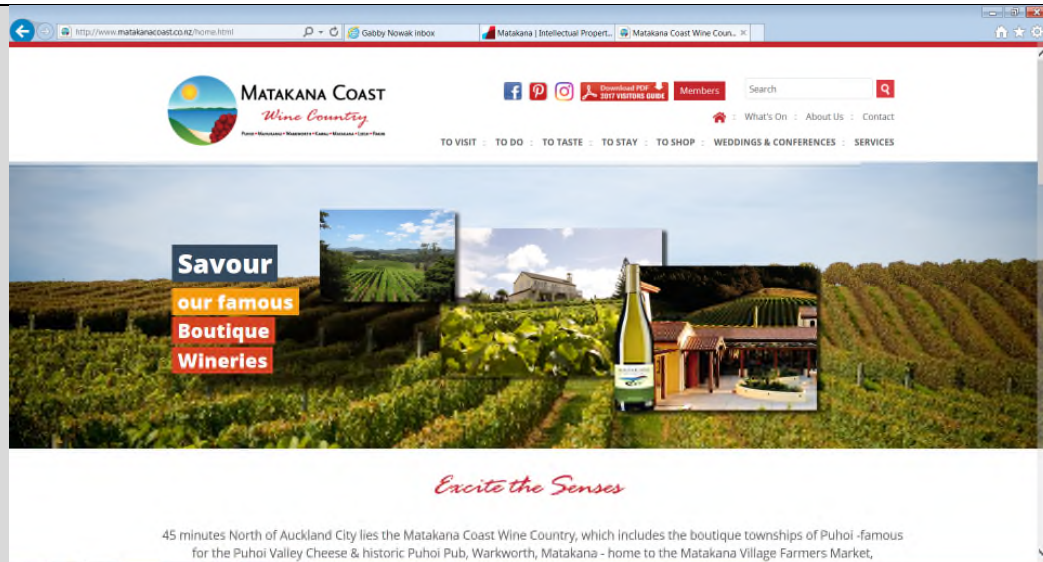 http://www.matakanacoast.co.nz/home.html
Gabby Nowak inbox
Matakana | Intellectual Propert...
Matakana Coast Wine Coun...
MATAKANA COAST
Wine Country
Download PDF
2017 VISITORS GUIDE
Members
Search
What's On : About Us : Contact
TO VISIT : TO DO : TO TASTE : TO STAY : TO SHOP : WEDDINGS & CONFERENCES : SERVICES
Savour
our famous
Boutique
Wineries
Excite the Senses
45 minutes North of Auckland City lies the Matakana Coast Wine Country, which includes the boutique townships of Puhoi -famous
for the Puhoi Valley Cheese & historic Puhoi Pub, Warkworth, Matakana - home to the Matakana Village Farmers Market,